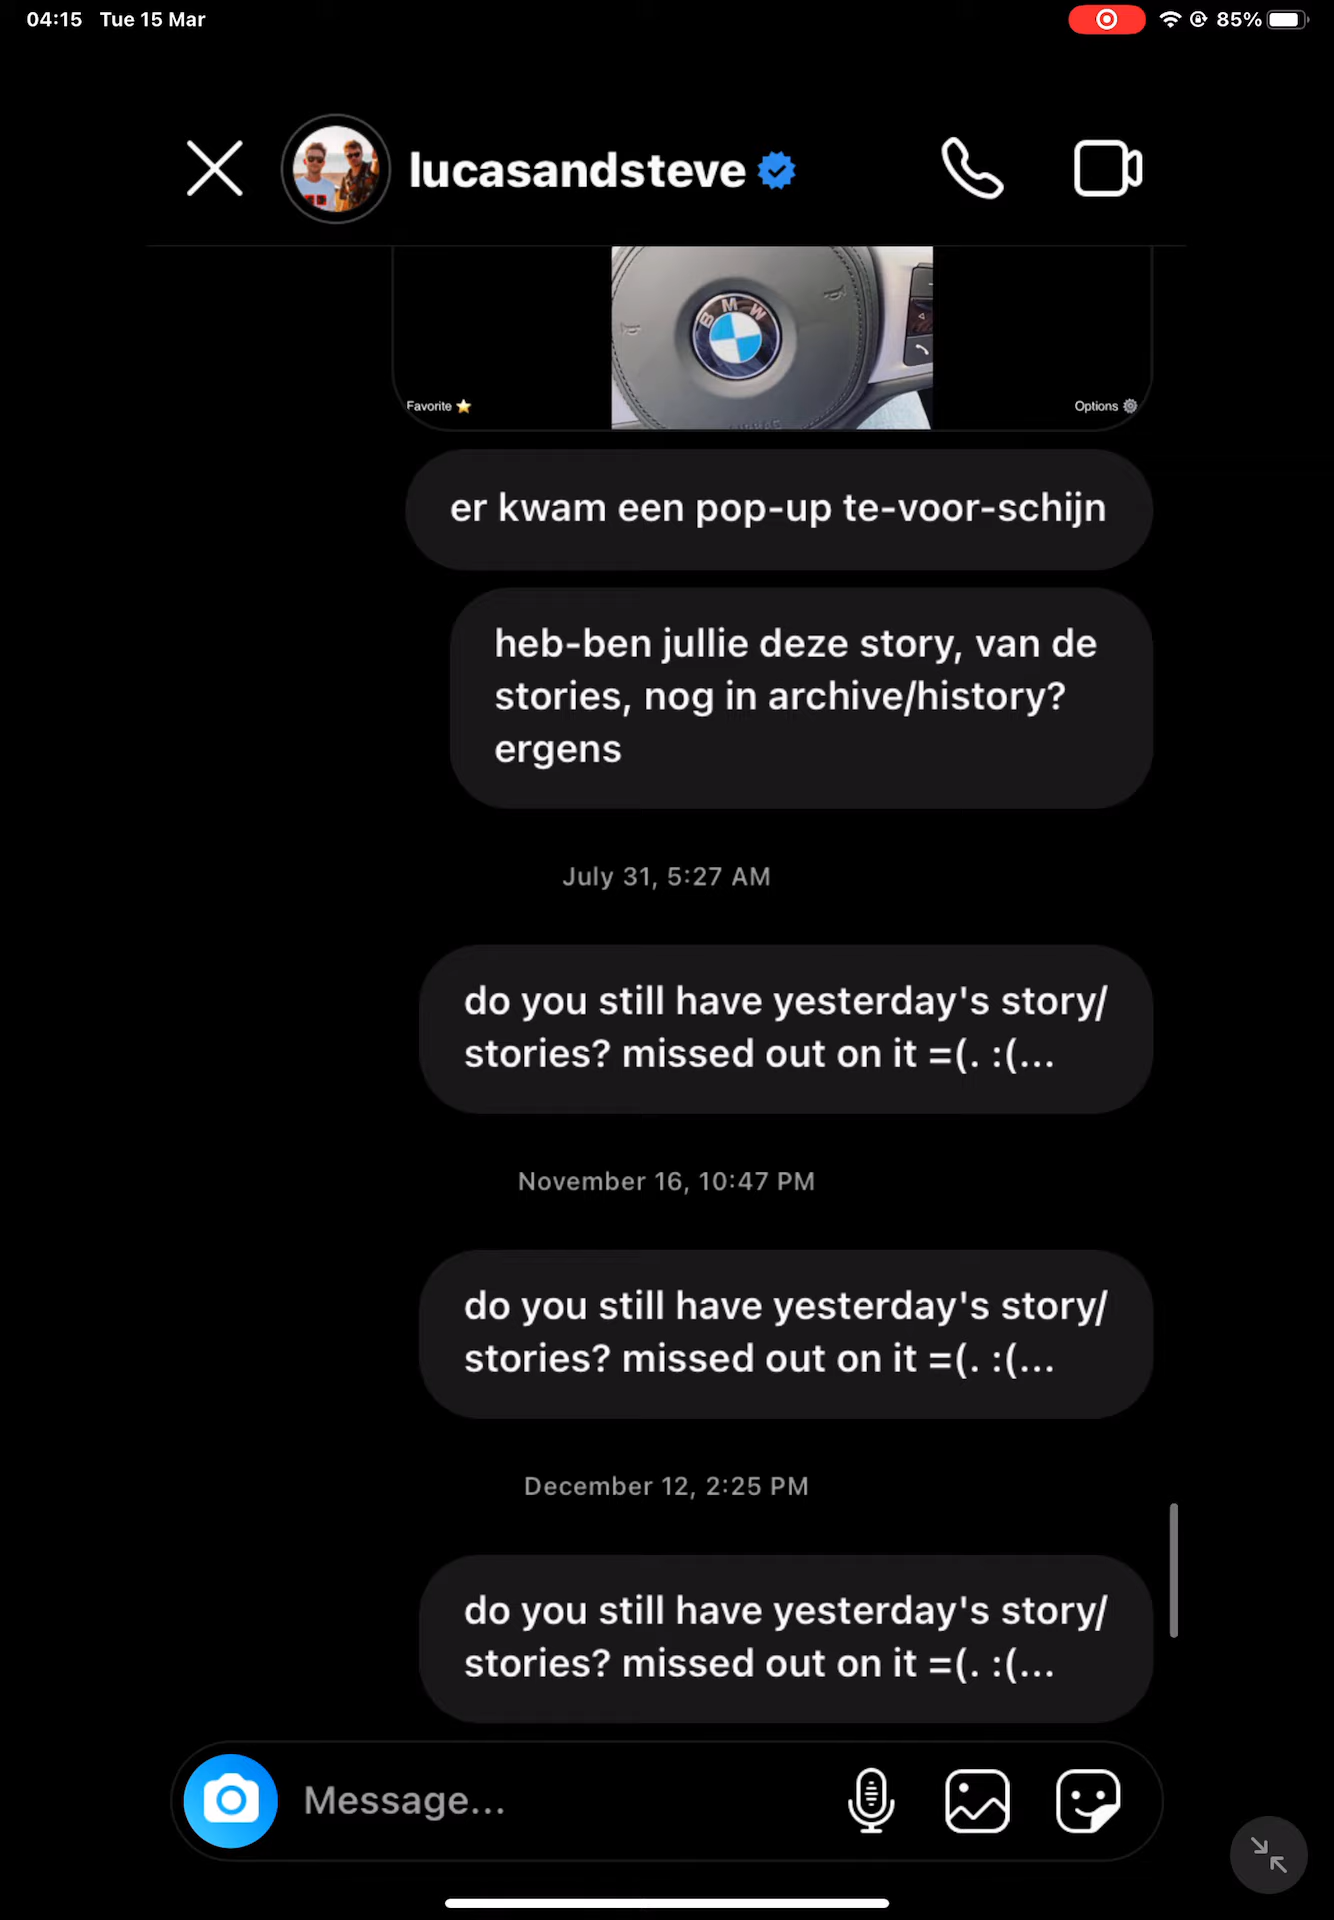 04:15 Tue 15 Mar
85%
lucasandsteve
BMW
Favorite ⭐
Options ⚙
er kwam een pop-up te-voor-schijn
heb-ben jullie deze story, van de
stories, nog in archive/history?
ergens
July 31, 5:27 AM
do you still have yesterday's story/
stories? missed out on it =(. :(...
November 16, 10:47 PM
do you still have yesterday's story/
stories? missed out on it =(. :(...
December 12, 2:25 PM
do you still have yesterday's story/
stories? missed out on it =(. :(...
Message...